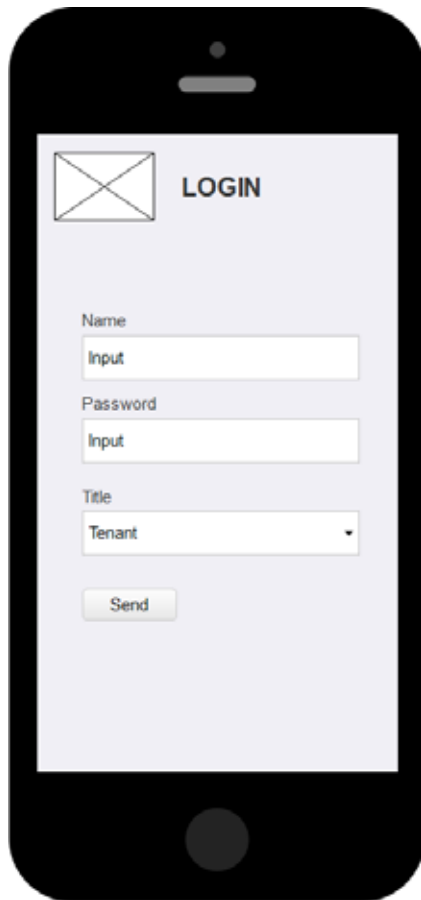 LOGIN
Name
Input
Password
Input
Title
Tenant
Send